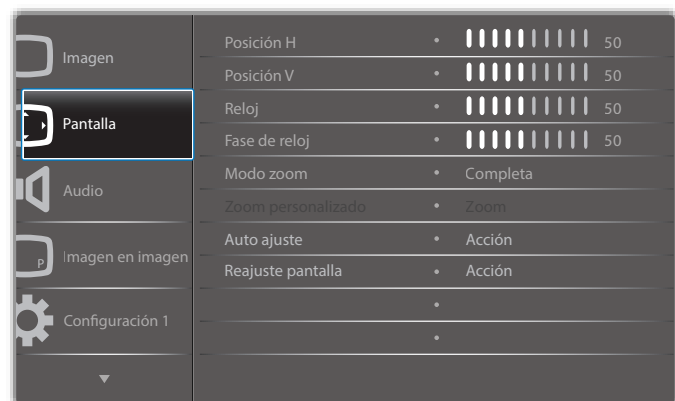 Imagen
Pantalla
Audio
P
Imagen en imagen
Configuración 1
Posición H • 50
Posición V • 50
Reloj • 50
Fase de reloj • 50
Modo zoom • Completa
Zoom personalizado • Zoom
Auto ajuste • Acción
Reajuste pantalla • Acción